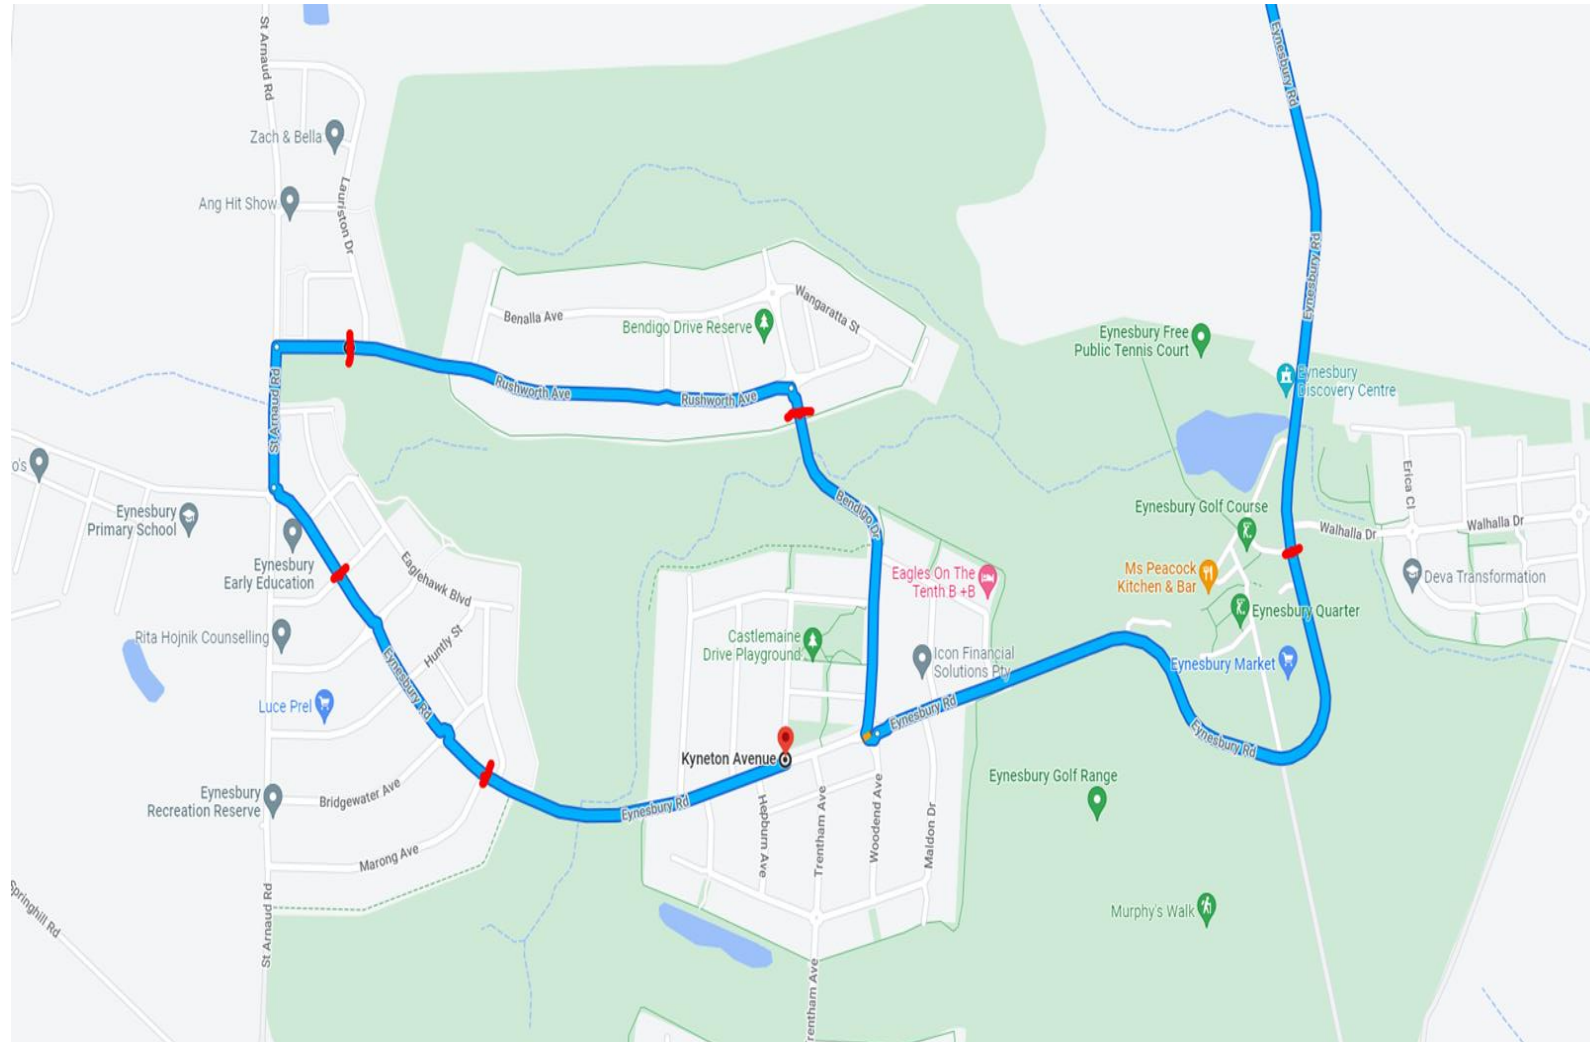 St Arnaud Rd
Eynesbury Rd
Zach & Bella
Lauriston Dr
Ang Hit Show
Eynesbury Rd
Wangaratta St
Benalla Ave
Bendigo Drive Reserve
Eynesbury Free
Public Tennis Court
Eynesbury
Discovery Centre
Rushworth Ave
Rushworth Ave
St Arnaud Rd
o's
Erica Cl
Eynesbury
Primary School
Bendigo Dr
Eynesbury Golf Course
Walhalla Dr
Walhalla Dr
Eynesbury
Early Education
Eaglehawk Blvd
Eagles On The
Tenth B +B
Ms Peacock
Kitchen & Bar
Deva Transformation
Eynesbury Quarter
Rita Hojnik Counselling
Huntly St
Castlemaine
Drive Playground
Icon Financial
Solutions Pty
Eynesbury Market
Eynesbury Rd
Luce Prel
Eynesbury Rd
Eynesbury Rd
Kyneton Avenue
Eynesbury Golf Range
Eynesbury
Recreation Reserve
Bridgewater Ave
Eynesbury Rd
Hepburn Ave
Trentham Ave
Woodend Ave
Maldon Dr
Marong Ave
Springhill Rd
St Arnaud Rd
Murphy's Walk
rentham Ave